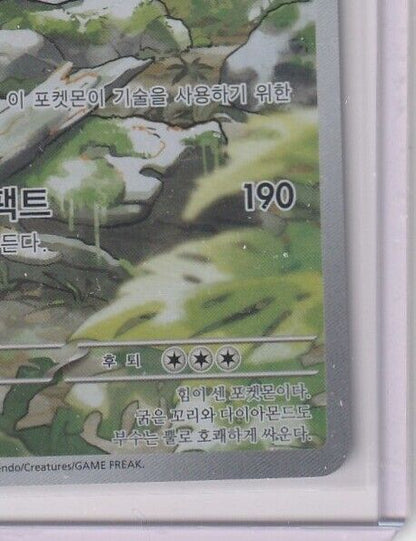 이 포켓몬이 기술을 사용하기 위한
팩트 190
든다.
후퇴
힘이 센 포켓몬이다.
굵은 꼬리와 다이아몬드도
부수는 뿔로 호쾌하게 싸운다.
endo/Creatures/GAME FREAK.